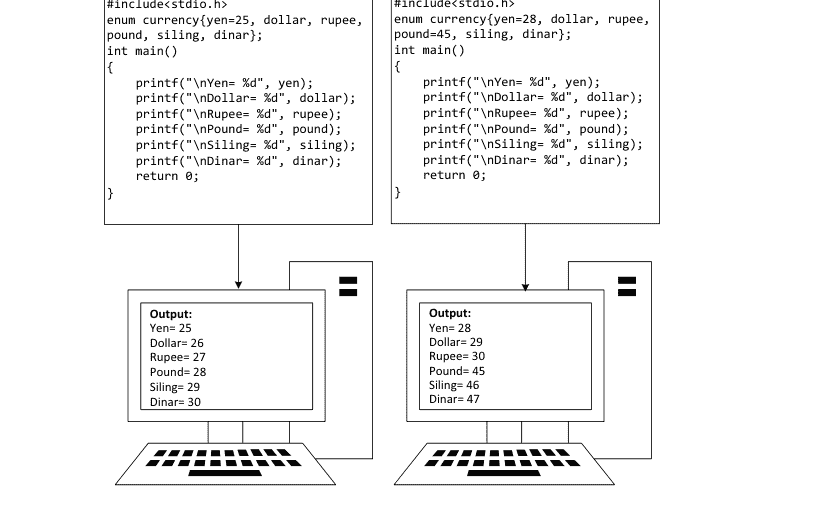 #include<stdio.h>
enum currency{yen=25, dollar, rupee,
pound, siling, dinar};
int main()
{
printf("\nYen= %d", yen);
printf("\nDollar= %d", dollar);
printf("\nRupee= %d", rupee);
printf("\nPound= %d", pound);
printf("\nSiling= %d", siling);
printf("\nDinar= %d", dinar);
return 0;
}
#include<stdio.h>
enum currency{yen=28, dollar, rupee,
pound=45, siling, dinar};
int main()
{
printf("\nYen= %d", yen);
printf("\nDollar= %d", dollar);
printf("\nRupee= %d", rupee);
printf("\nPound= %d", pound);
printf("\nSiling= %d", siling);
printf("\nDinar= %d", dinar);
return 0;
}
Output:
Yen= 25
Dollar= 26
Rupee= 27
Pound= 28
Siling= 29
Dinar= 30
Output:
Yen= 28
Dollar= 29
Rupee= 30
Pound= 45
Siling= 46
Dinar= 47